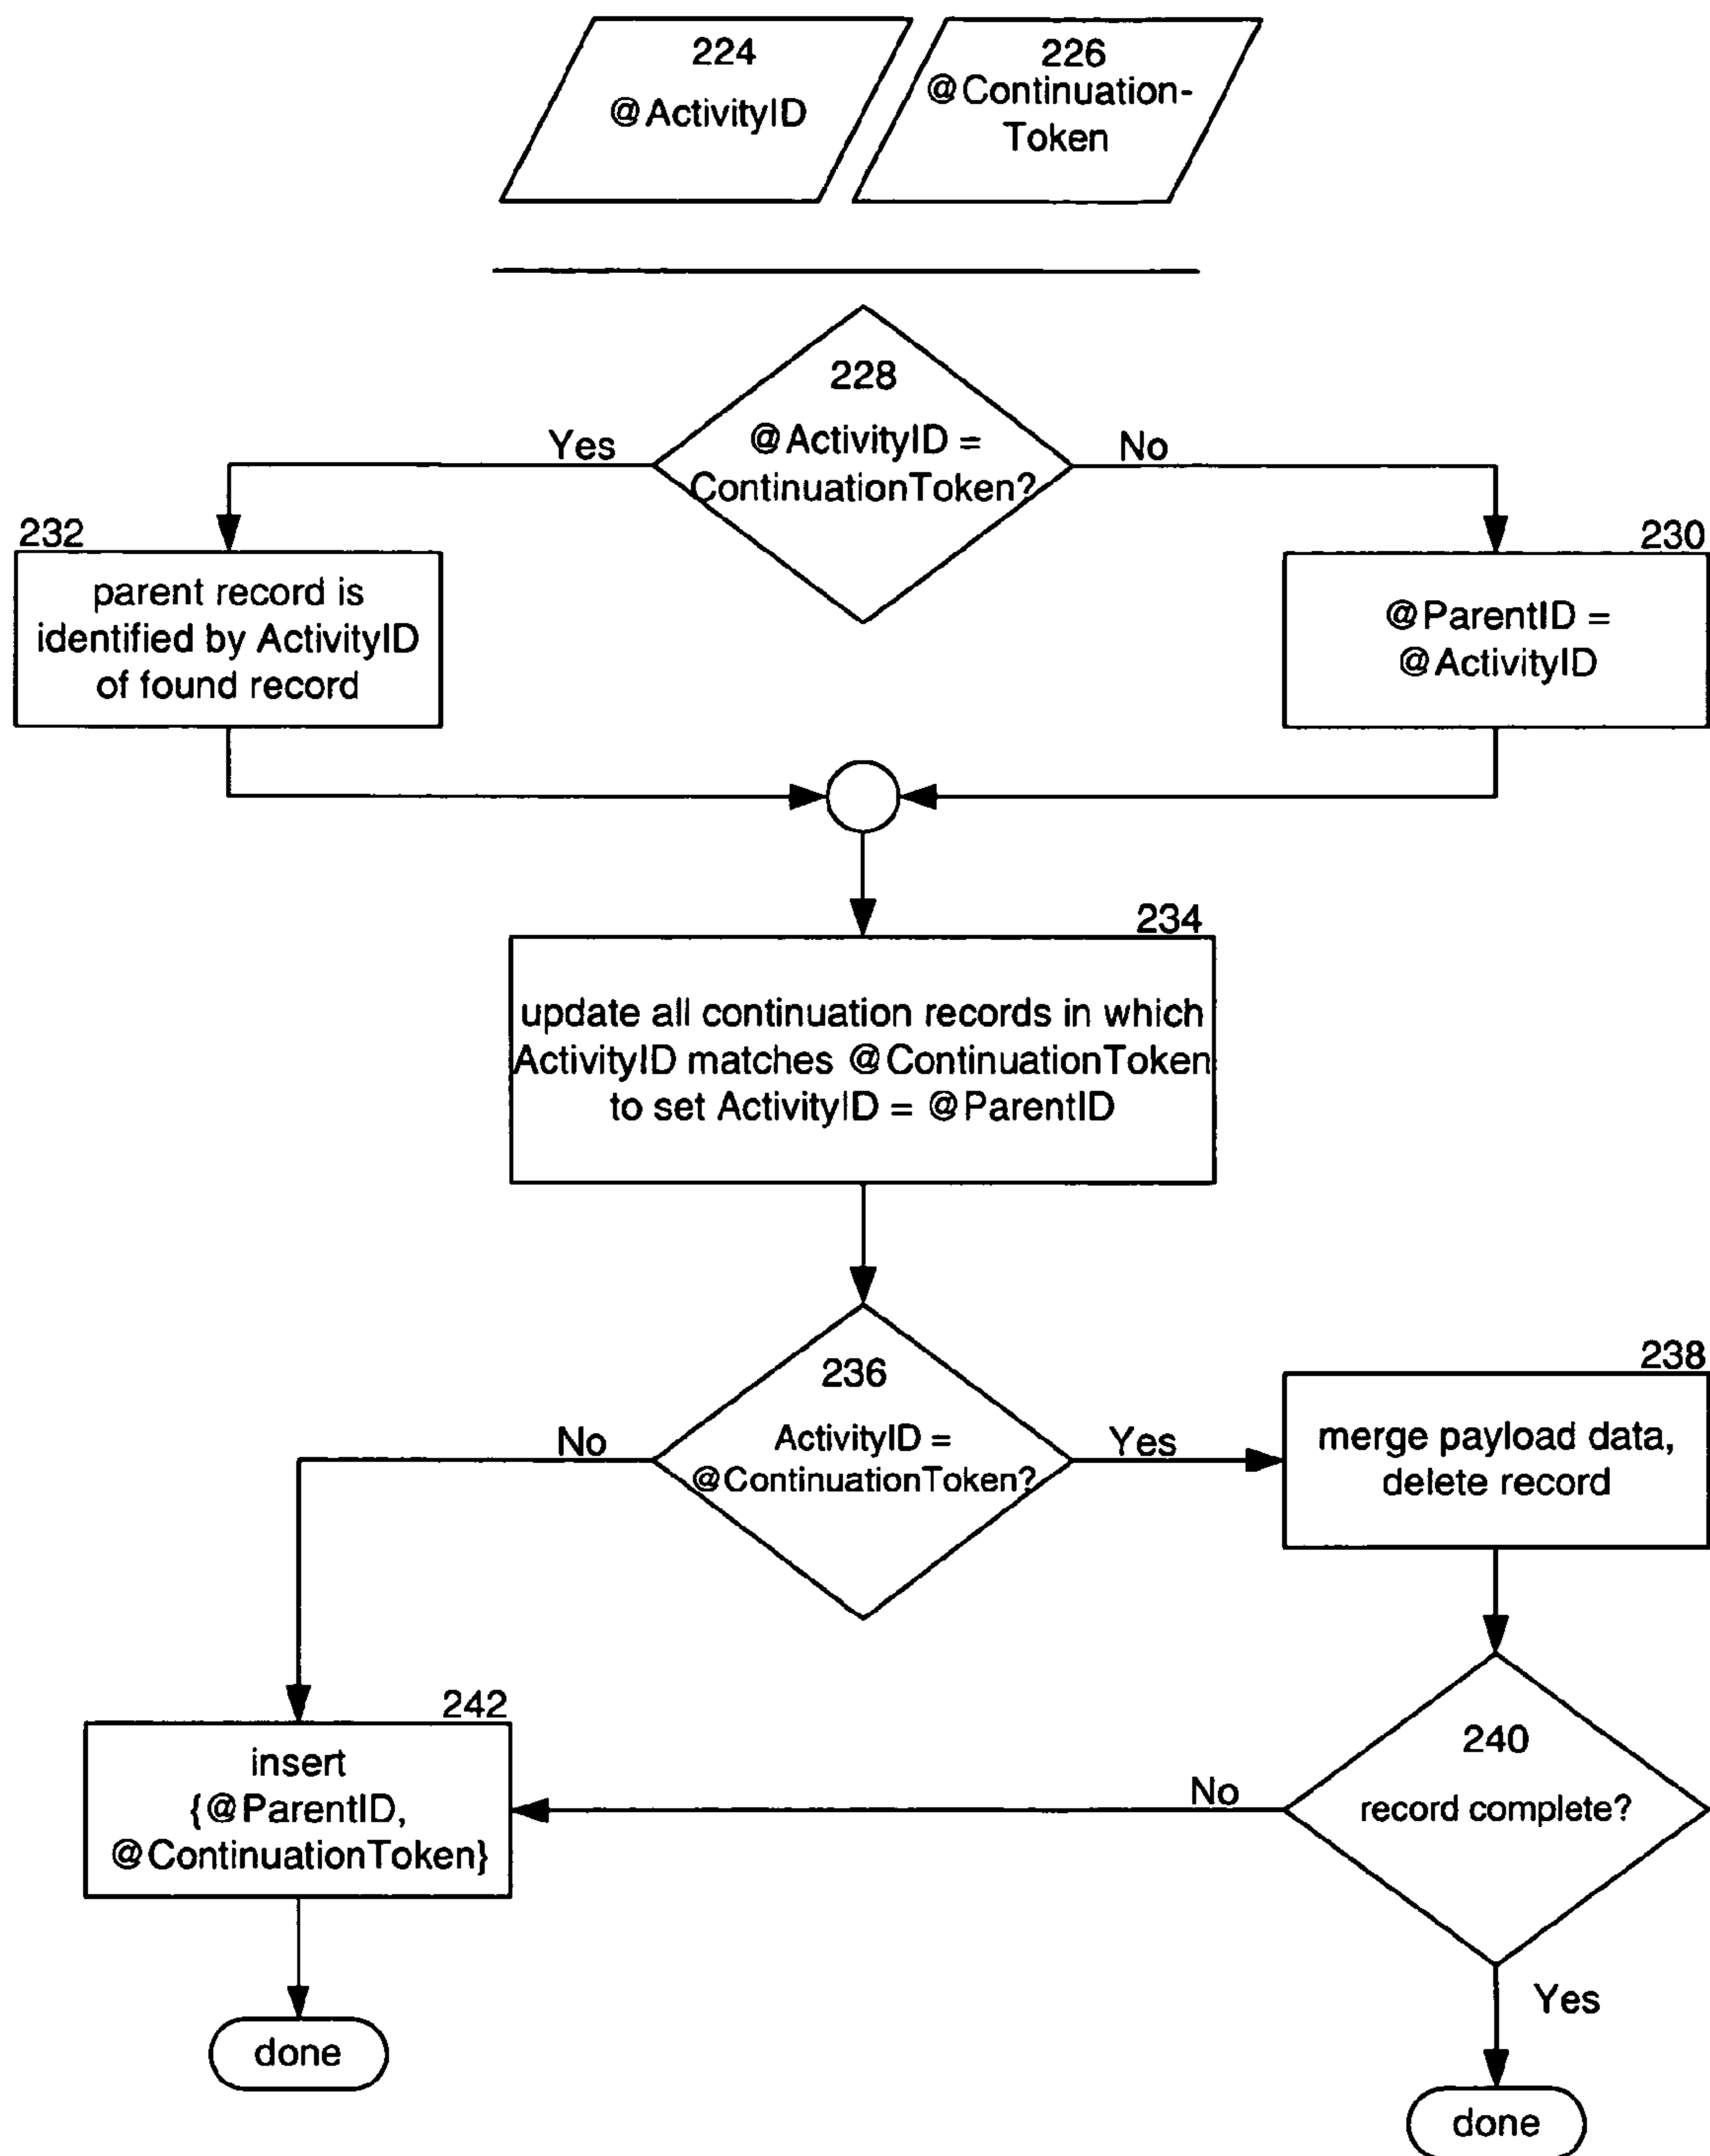 224
@ActivityID
226
@Continuation-
Token
228
@ActivityID =
ContinuationToken?
Yes
No
232
parent record is
identified by ActivityID
of found record
230
@ParentID =
@ActivityID
234
update all continuation records in which
ActivityID matches @ContinuationToken
to set ActivityID = @ParentID
236
ActivityID =
@ContinuationToken?
No
Yes
238
merge payload data,
delete record
240
record complete?
No
Yes
242
insert
{@ParentID,
@ContinuationToken}
done
done